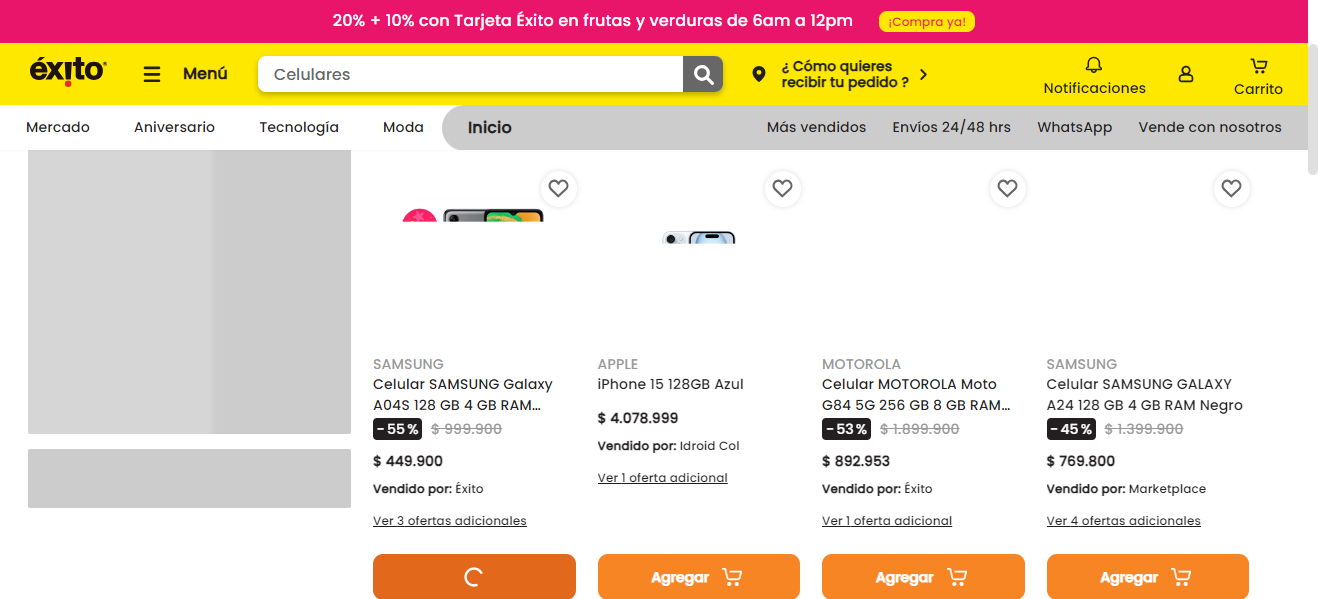 20% + 10% con Tarjeta Éxito en frutas y verduras de 6am a 12pm
¡Compra ya!
éxito
Menú
Celulares
¿ Cómo quieres
recibir tu pedido ?
Notificaciones
Carrito
Mercado
Aniversario
Tecnología
Moda
Inicio
Más vendidos
Envíos 24/48 hrs
WhatsApp
Vende con nosotros
SAMSUNG
Celular SAMSUNG Galaxy
A04S 128 GB 4 GB RAM...
-55%
$ 999.900
$ 449.900
Vendido por: Éxito
Ver 3 ofertas adicionales
APPLE
iPhone 15 128GB Azul
$ 4.078.999
Vendido por: Idroid Col
Ver 1 oferta adicional
Agregar
MOTOROLA
Celular MOTOROLA Moto
G84 5G 256 GB 8 GB RAM...
-53%
$ 1.899.900
$ 892.953
Vendido por: Éxito
Ver 1 oferta adicional
Agregar
SAMSUNG
Celular SAMSUNG GALAXY
A24 128 GB 4 GB RAM Negro
-45%
$ 1.399.900
$ 769.800
Vendido por: Marketplace
Ver 4 ofertas adicionales
Agregar